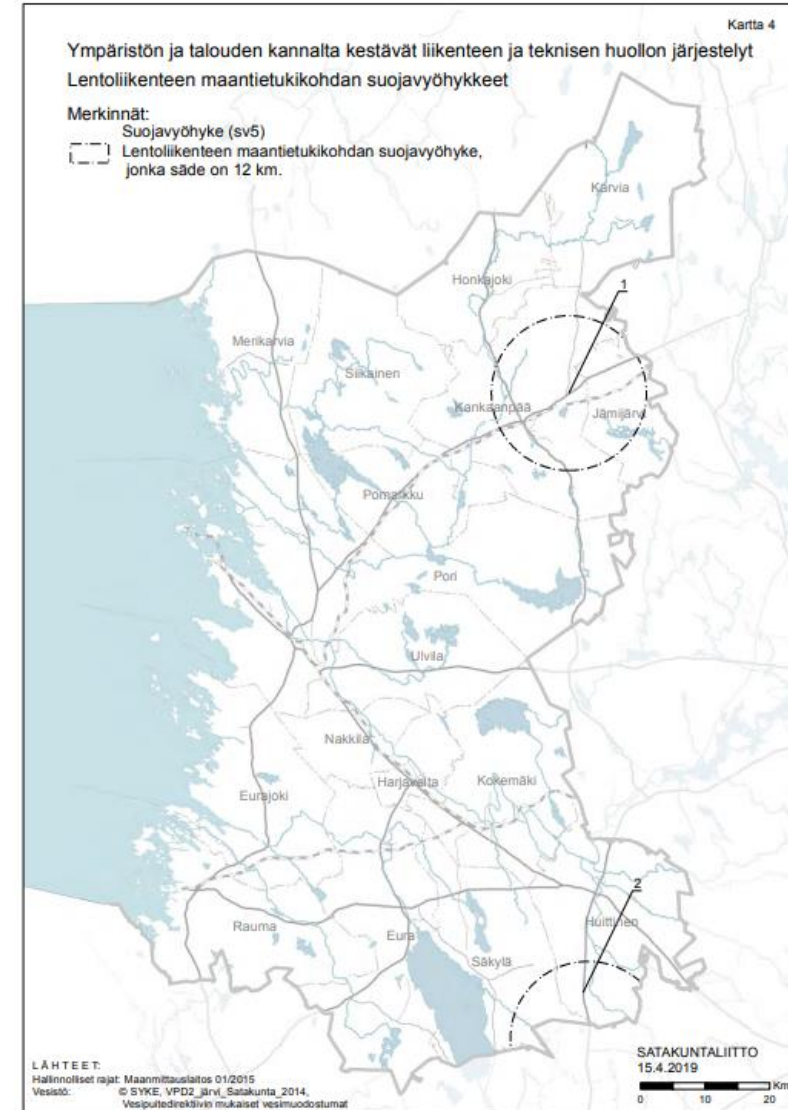 Kartta 4
Ympäristön ja talouden kannalta kestävät liikenteen ja teknisen huollon järjestelyt
Lentoliikenteen maantietukikohdan suojavyöhykkeet
Merkinnät:
Suojavyöhyke (sv5)
Lentoliikenteen maantietukikohdan suojavyöhyke,
jonka säde on 12 km.
Karvia
Honkajoki
1
Merikarvia
Siikainen
Kankaanpää
Jämijärvi
Pomarkku
Pori
Ulvila
Nakkila
Harjavalta
Kokemäki
Eurajoki
2
Rauma
Eura
Huittinen
Säkylä
LÄHTEET:
Hallinnolliset rajat: Maanmittauslaitos 01/2015
Vesistö: © SYKE, VPD2_järvi_Satakunta_2014,
Vesipuitedirektiivin mukaiset vesimuodostumat
SATAKUNTALIITTO
15.4.2019
Km
0 10 20